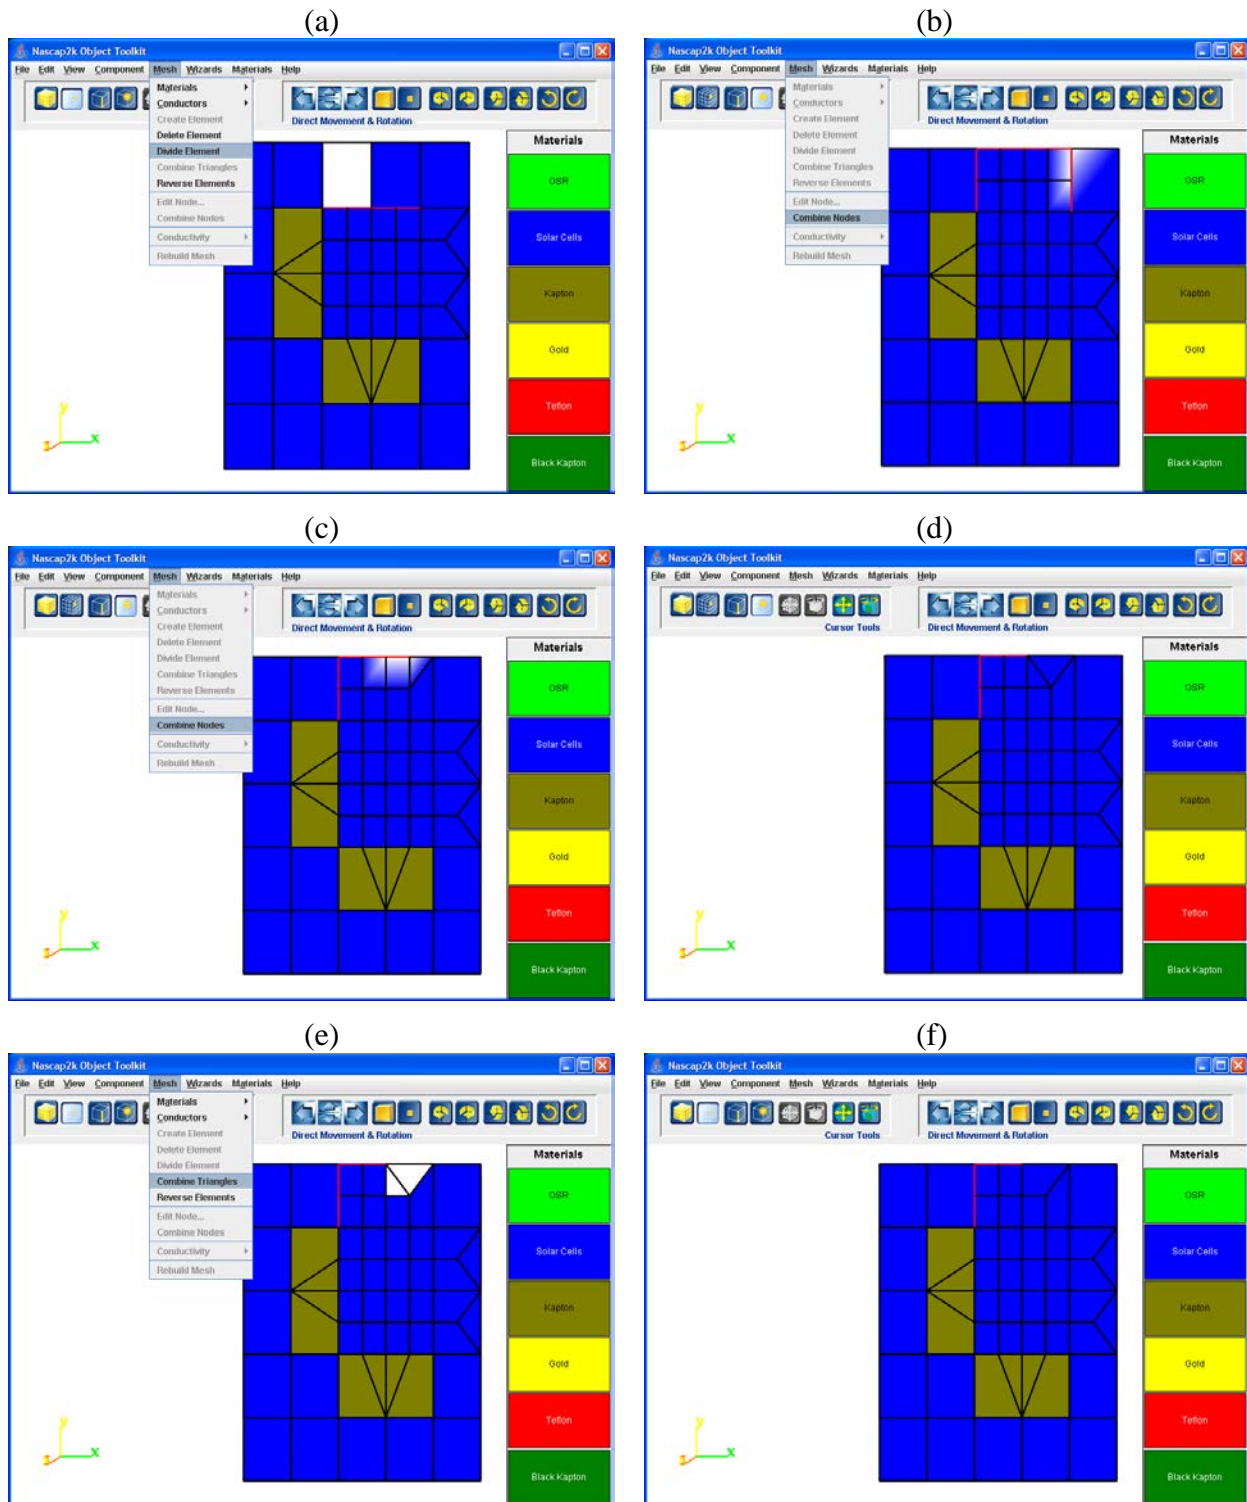 (a)
Nascap2k Object Toolkit
File Edit View Component Mesh Wizards Materials Help
Materials
Conductors
Create Element
Delete Element
Divide Element
Combine Triangles
Reverse Elements
Edit Node...
Combine Nodes
Conductivity
Rebuild Mesh
Direct Movement & Rotation
Materials
OSR
Solar Cells
Kapton
Gold
Teflon
Black Kapton
y
x
(b)
Nascap2k Object Toolkit
File Edit View Component Mesh Wizards Materials Help
Materials
Conductors
Create Element
Delete Element
Divide Element
Combine Triangles
Reverse Elements
Edit Node...
Combine Nodes
Conductivity
Rebuild Mesh
Direct Movement & Rotation
Materials
OSR
Solar Cells
Kapton
Gold
Teflon
Black Kapton
y
x
(c)
Nascap2k Object Toolkit
File Edit View Component Mesh Wizards Materials Help
Materials
Conductors
Create Element
Delete Element
Divide Element
Combine Triangles
Reverse Elements
Edit Node...
Combine Nodes
Conductivity
Rebuild Mesh
Direct Movement & Rotation
Materials
OSR
Solar Cells
Kapton
Gold
Teflon
Black Kapton
y
x
(d)
Nascap2k Object Toolkit
File Edit View Component Mesh Wizards Materials Help
Cursor Tools
Direct Movement & Rotation
Materials
OSR
Solar Cells
Kapton
Gold
Teflon
Black Kapton
y
x
(e)
Nascap2k Object Toolkit
File Edit View Component Mesh Wizards Materials Help
Materials
Conductors
Create Element
Delete Element
Divide Element
Combine Triangles
Reverse Elements
Edit Node...
Combine Nodes
Conductivity
Rebuild Mesh
Direct Movement & Rotation
Materials
OSR
Solar Cells
Kapton
Gold
Teflon
Black Kapton
y
x
(f)
Nascap2k Object Toolkit
File Edit View Component Mesh Wizards Materials Help
Cursor Tools
Direct Movement & Rotation
Materials
OSR
Solar Cells
Kapton
Gold
Teflon
Black Kapton
y
x